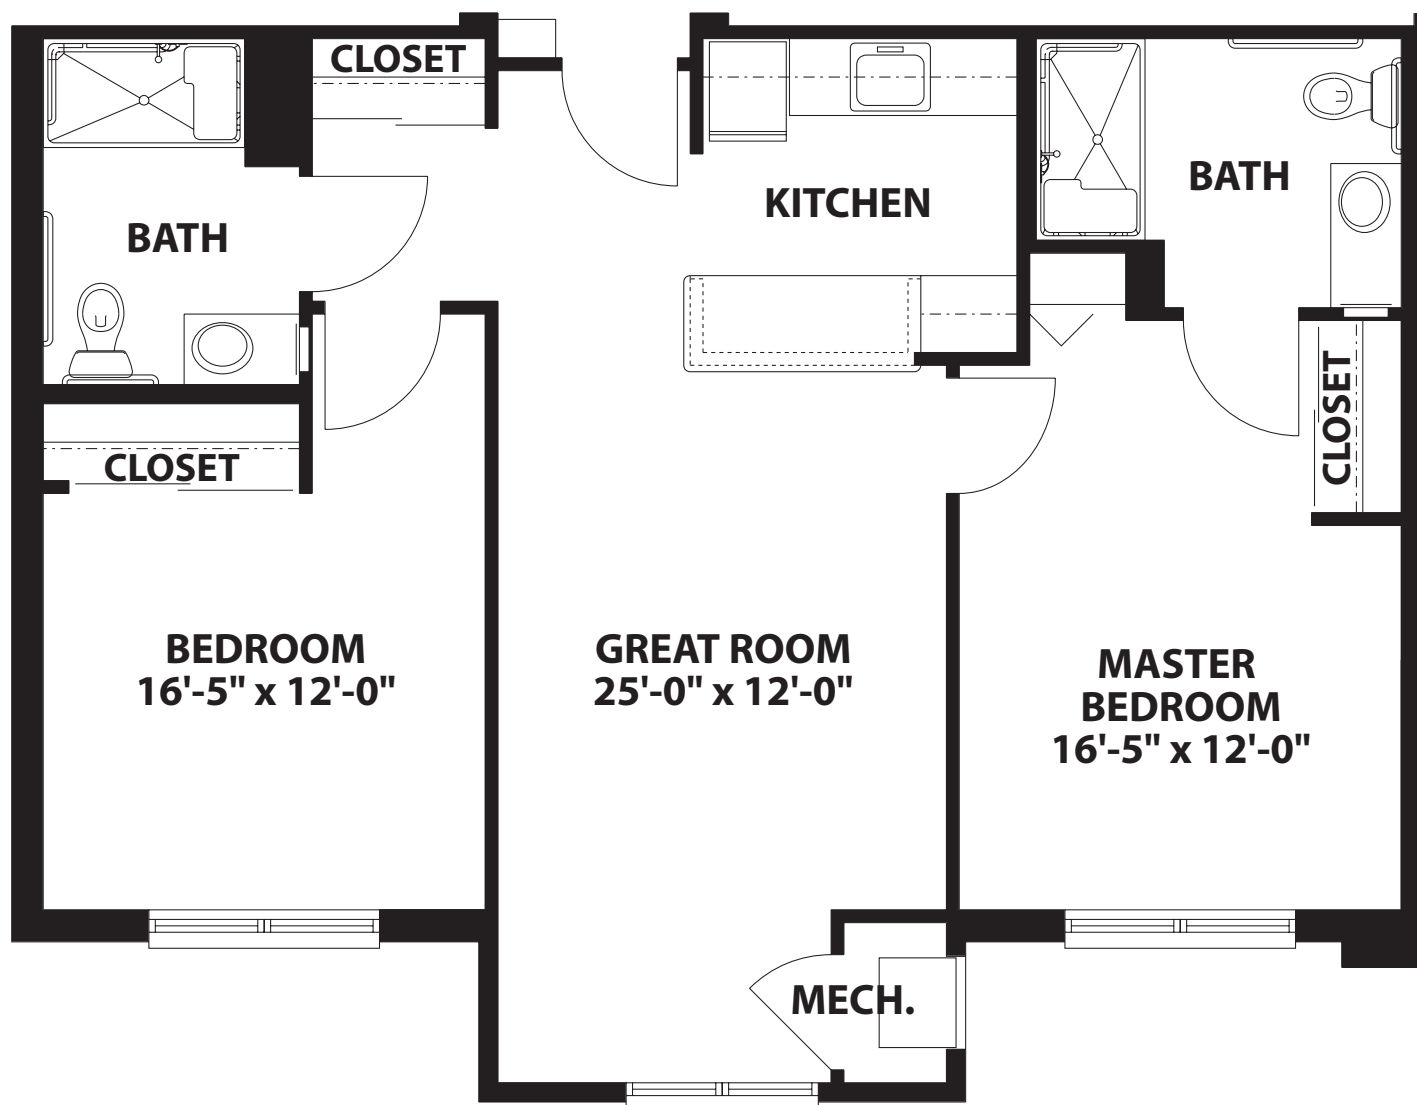 CLOSET
KITCHEN
BATH
BATH
CLOSET
CLOSET
BEDROOM
16'-5" x 12'-0"
GREAT ROOM
25'-0" x 12'-0"
MASTER
BEDROOM
16'-5" x 12'-0"
MECH.